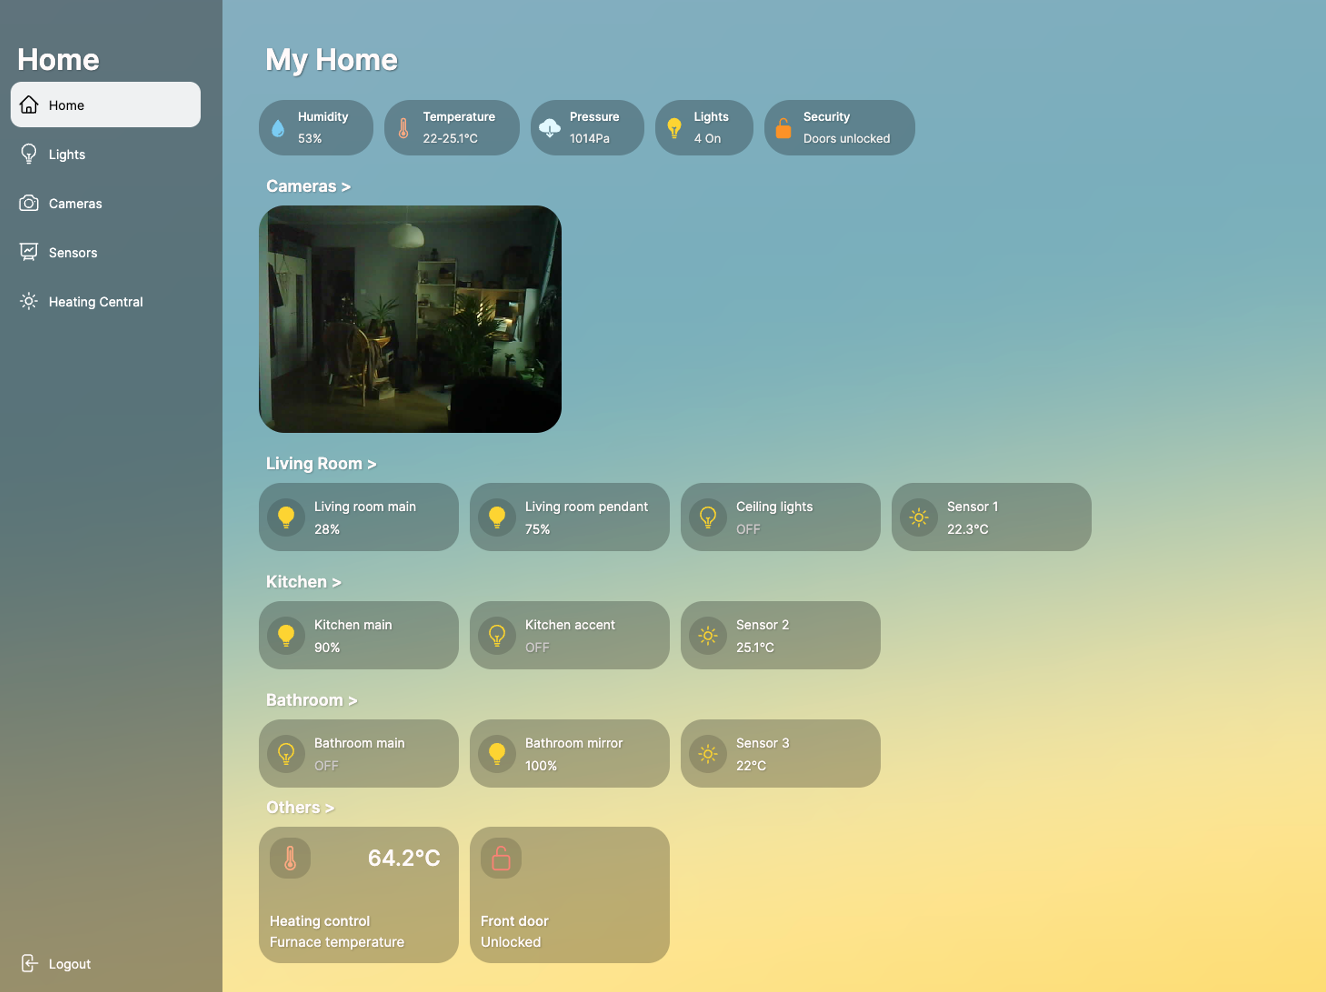 Home
Home
Lights
Cameras
Sensors
Heating Central
Logout
My Home
Humidity
53%
Temperature
22-25.1°C
Pressure
1014Pa
Lights
4 On
Security
Doors unlocked
Cameras >
Living Room >
Living room main
28%
Living room pendant
75%
Ceiling lights
OFF
Sensor 1
22.3°C
Kitchen >
Kitchen main
90%
Kitchen accent
OFF
Sensor 2
25.1°C
Bathroom >
Bathroom main
OFF
Bathroom mirror
100%
Sensor 3
22°C
Others >
64.2°C
Heating control
Furnace temperature
Front door
Unlocked